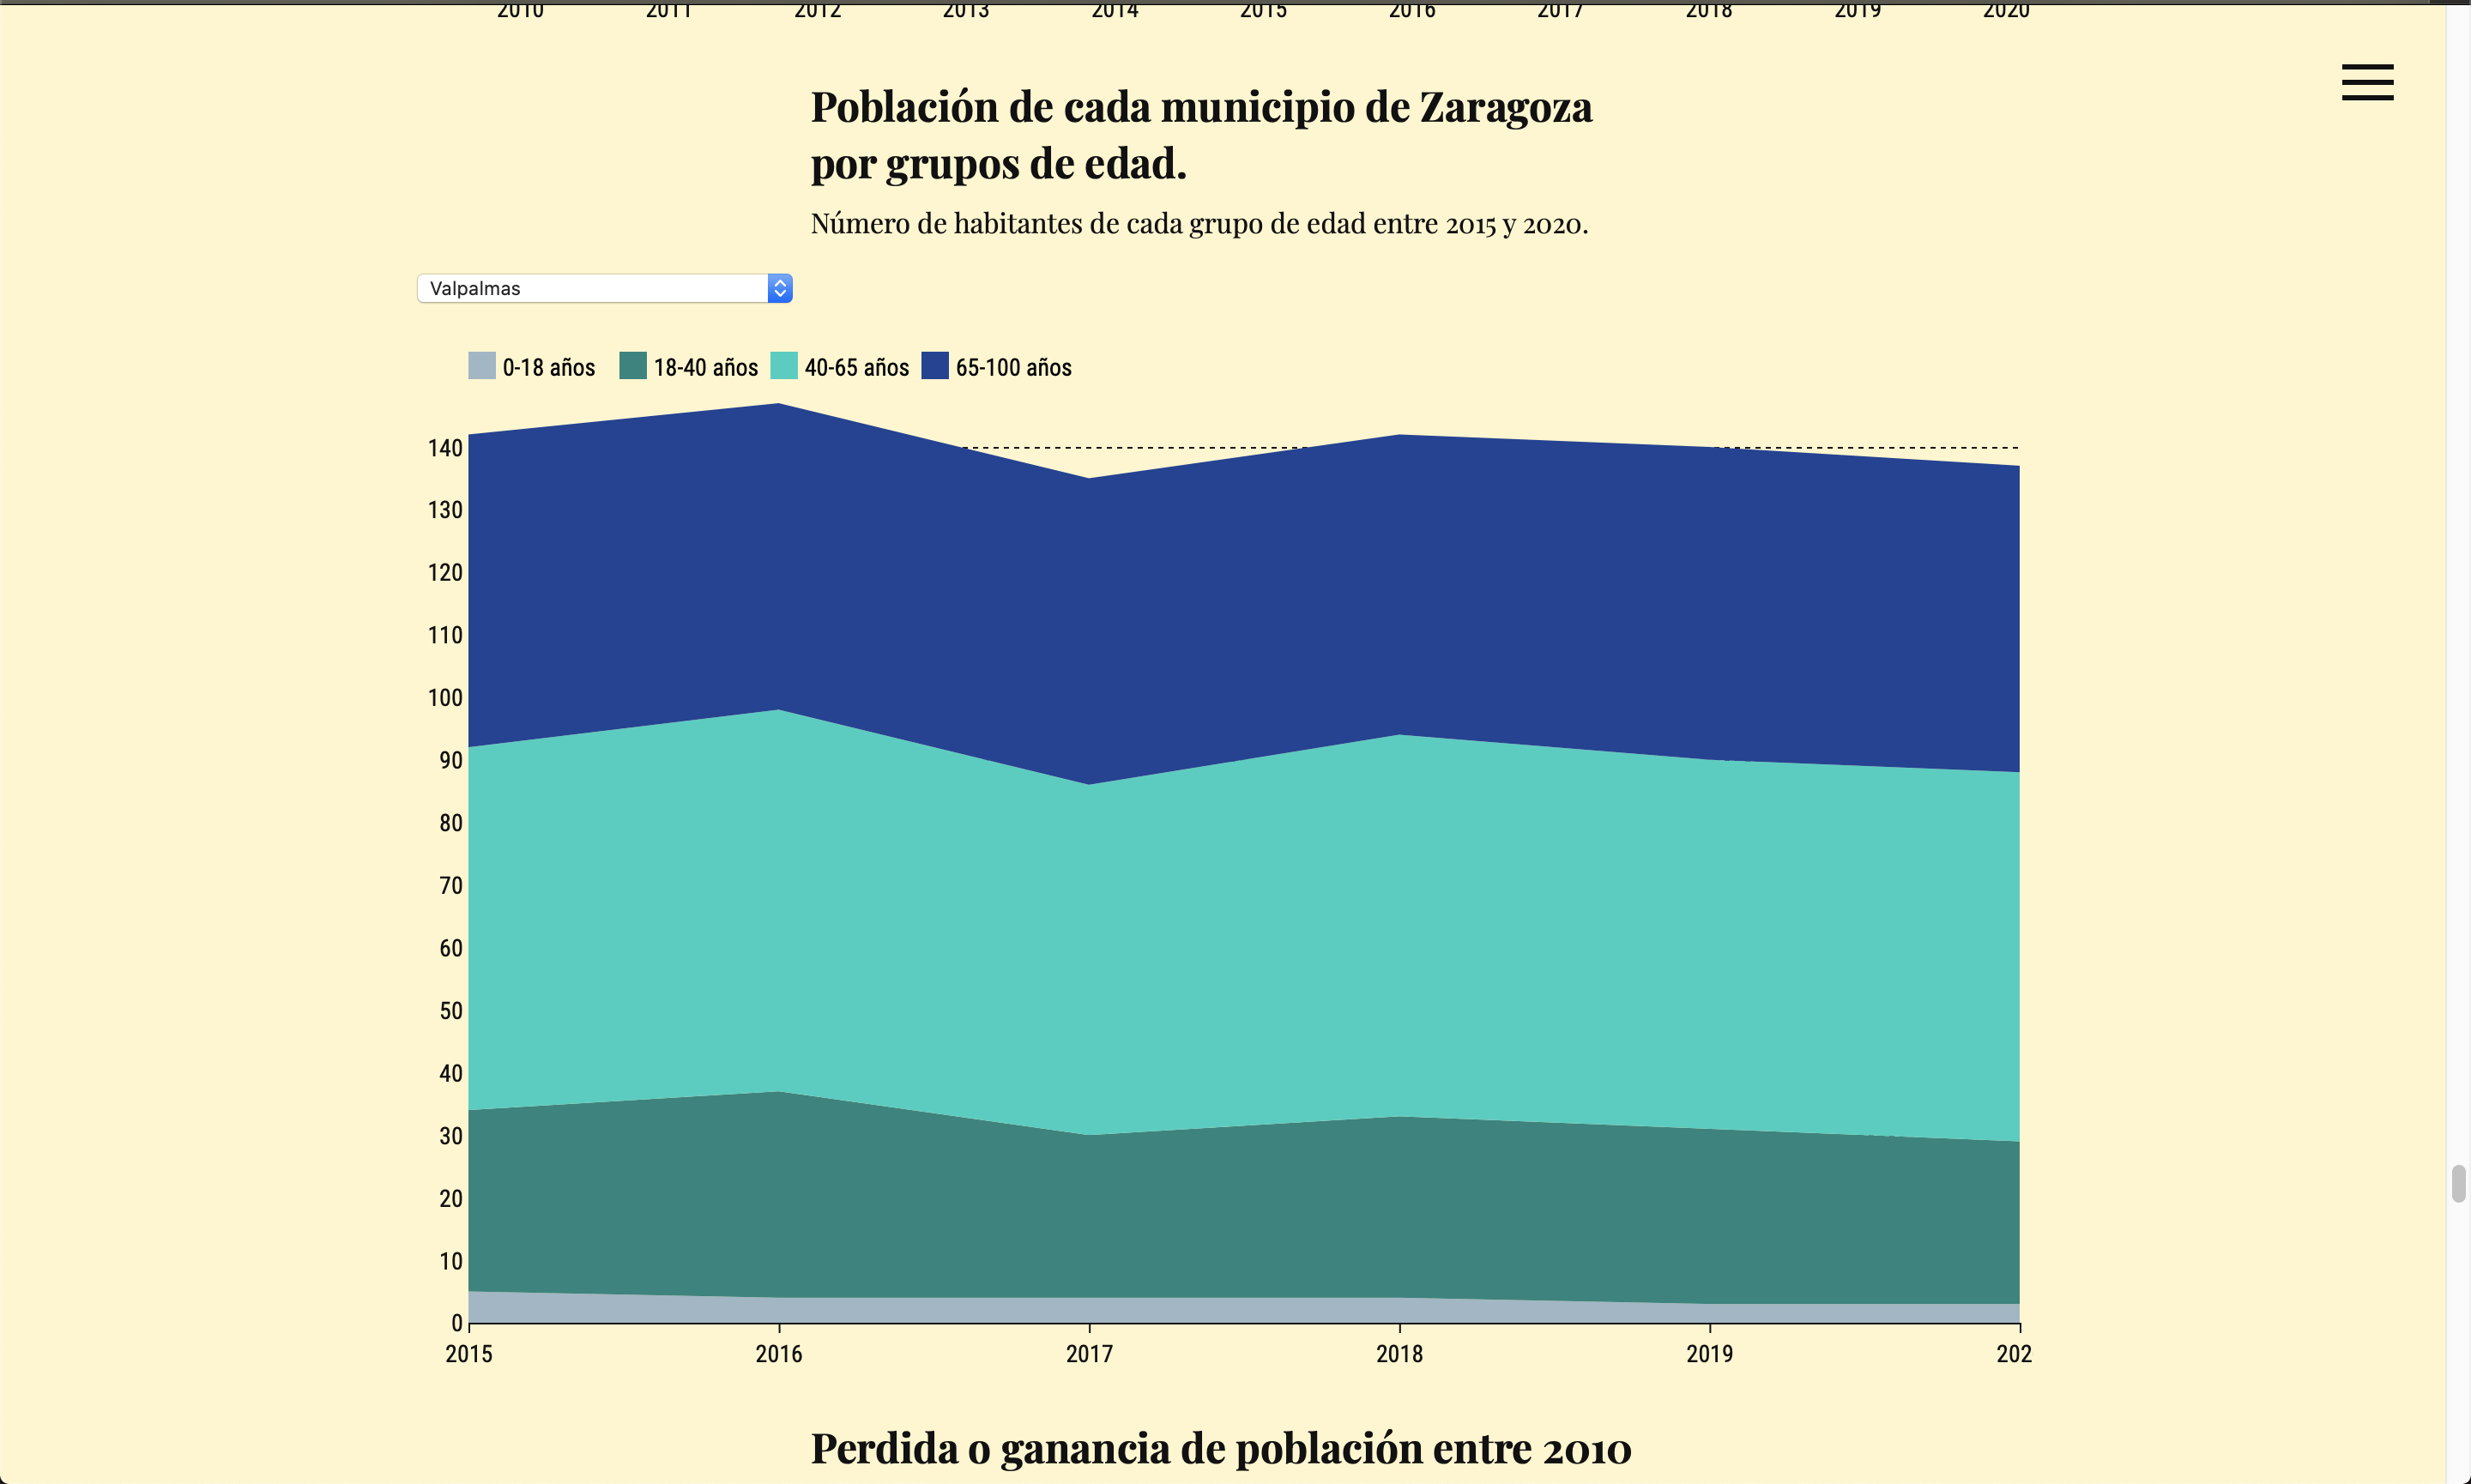 2010 2011 2012 2013 2014 2015 2016 2017 2018 2019 2020
Población de cada municipio de Zaragoza
por grupos de edad.
Número de habitantes de cada grupo de edad entre 2015 y 2020.
Valpalmas
0-18 años 18-40 años 40-65 años 65-100 años
140
130
120
110
100
90
80
70
60
50
40
30
20
10
0
2015 2016 2017 2018 2019 202
Perdida o ganancia de población entre 2010